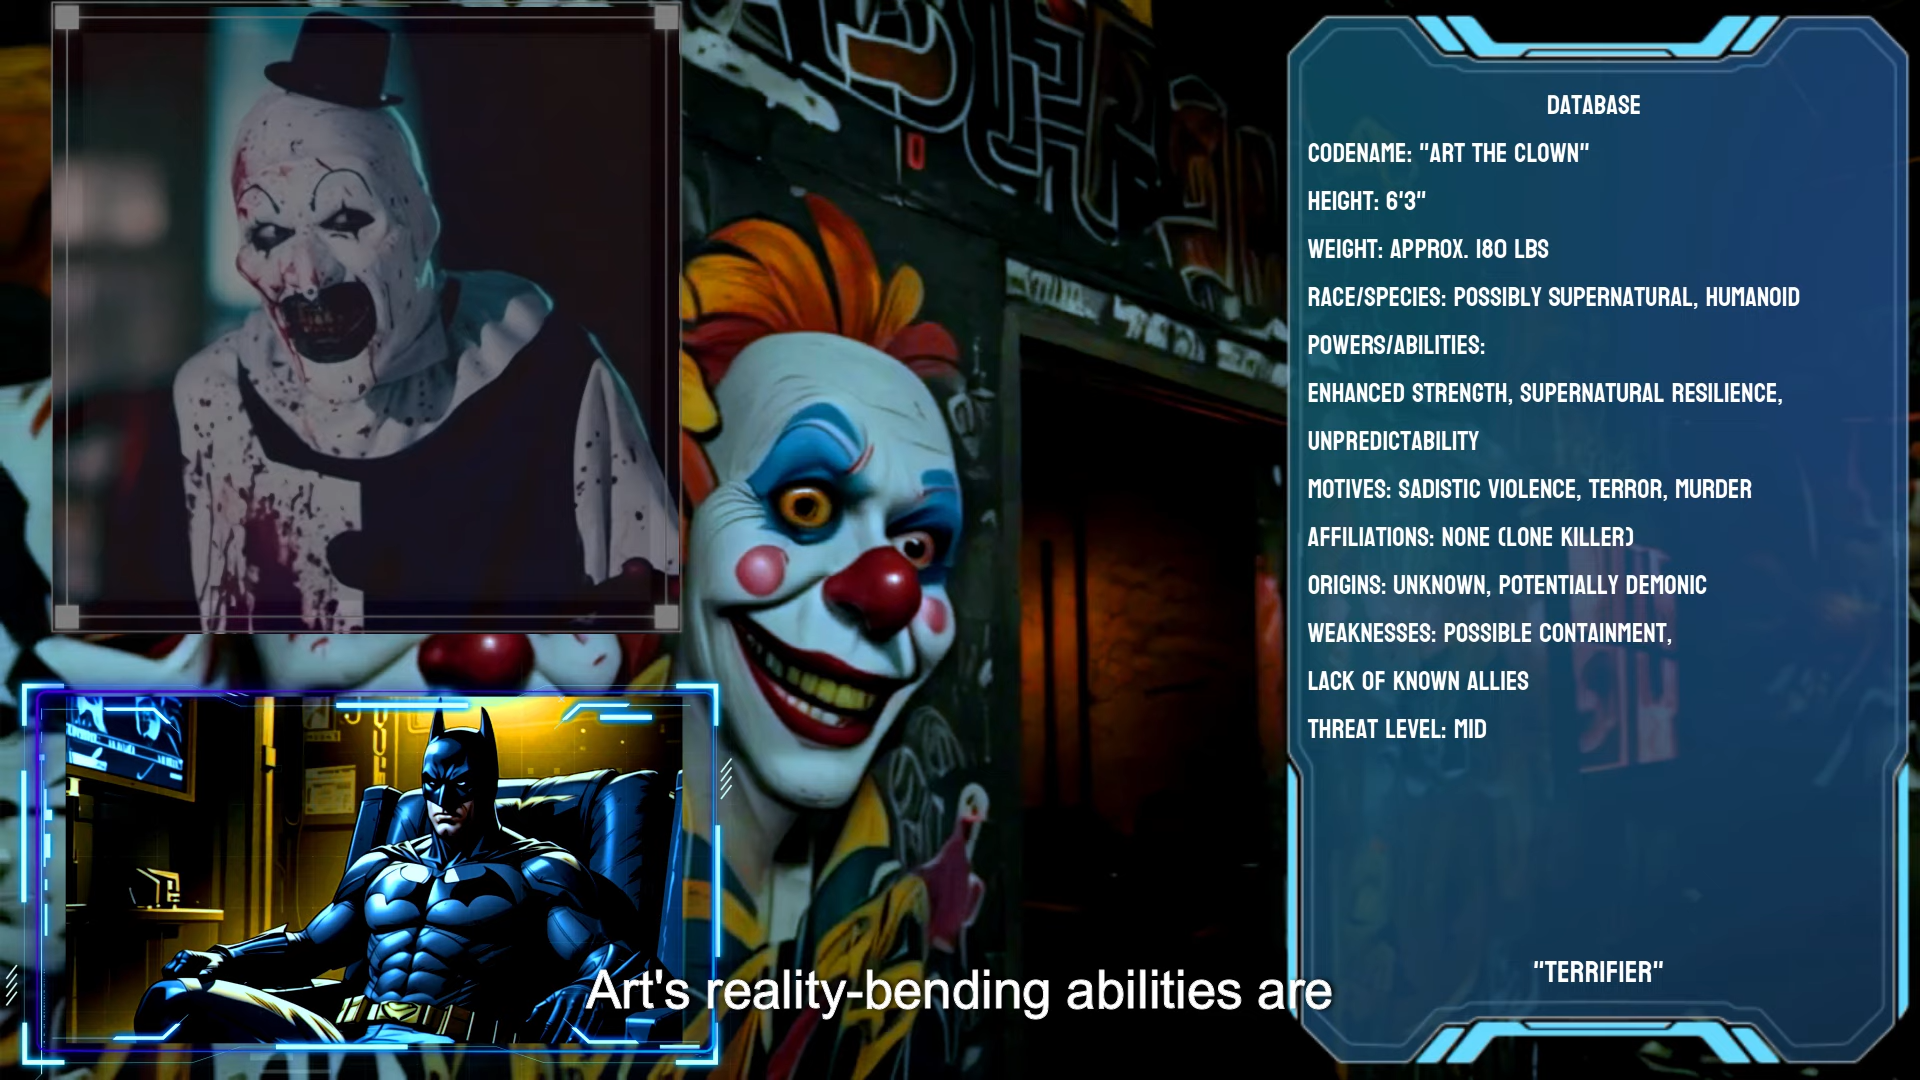 DATABASE
CODENAME: "ART THE CLOWN"
HEIGHT: 6'3"
WEIGHT: APPROX. 180 LBS
RACE/SPECIES: POSSIBLY SUPERNATURAL, HUMANOID
POWERS/ABILITIES:
ENHANCED STRENGTH, SUPERNATURAL RESILIENCE,
UNPREDICTABILITY
MOTIVES: SADISTIC VIOLENCE, TERROR, MURDER
AFFILIATIONS: NONE (LONE KILLER)
ORIGINS: UNKNOWN, POTENTIALLY DEMONIC
WEAKNESSES: POSSIBLE CONTAINMENT,
LACK OF KNOWN ALLIES
THREAT LEVEL: MID
"TERRIFIER"
Art's reality-bending abilities are